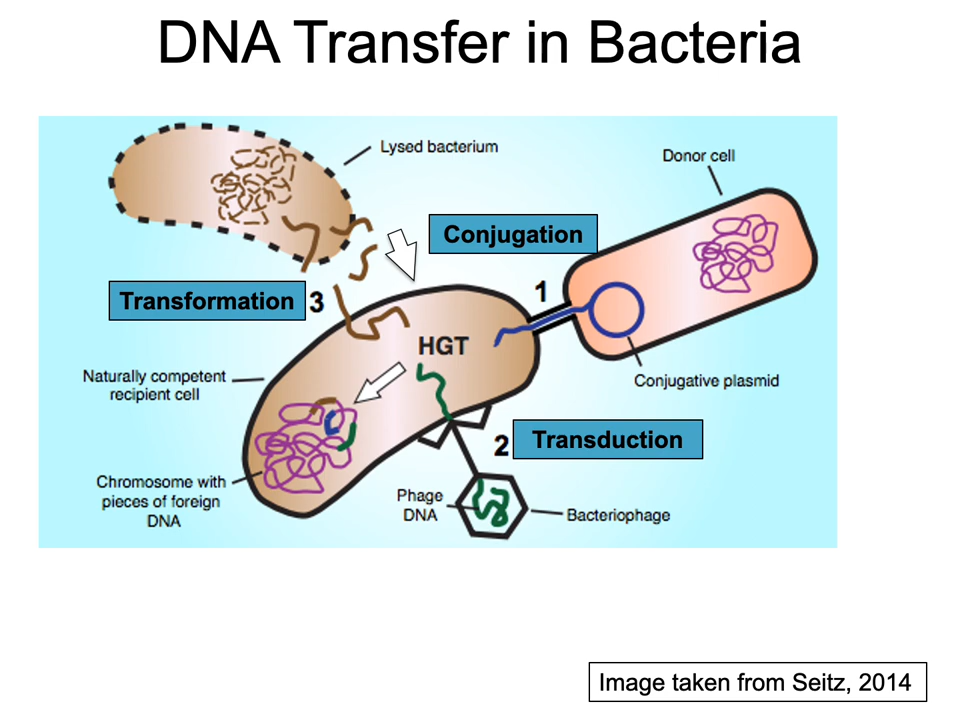 DNA Transfer in Bacteria
Lysed bacterium
Donor cell
Conjugation
Transformation
3
1
HGT
Naturally competent
recipient cell
Conjugative plasmid
2
Transduction
Chromosome with
pieces of foreign
DNA
Phage
DNA
Bacteriophage
Image taken from Seitz, 2014